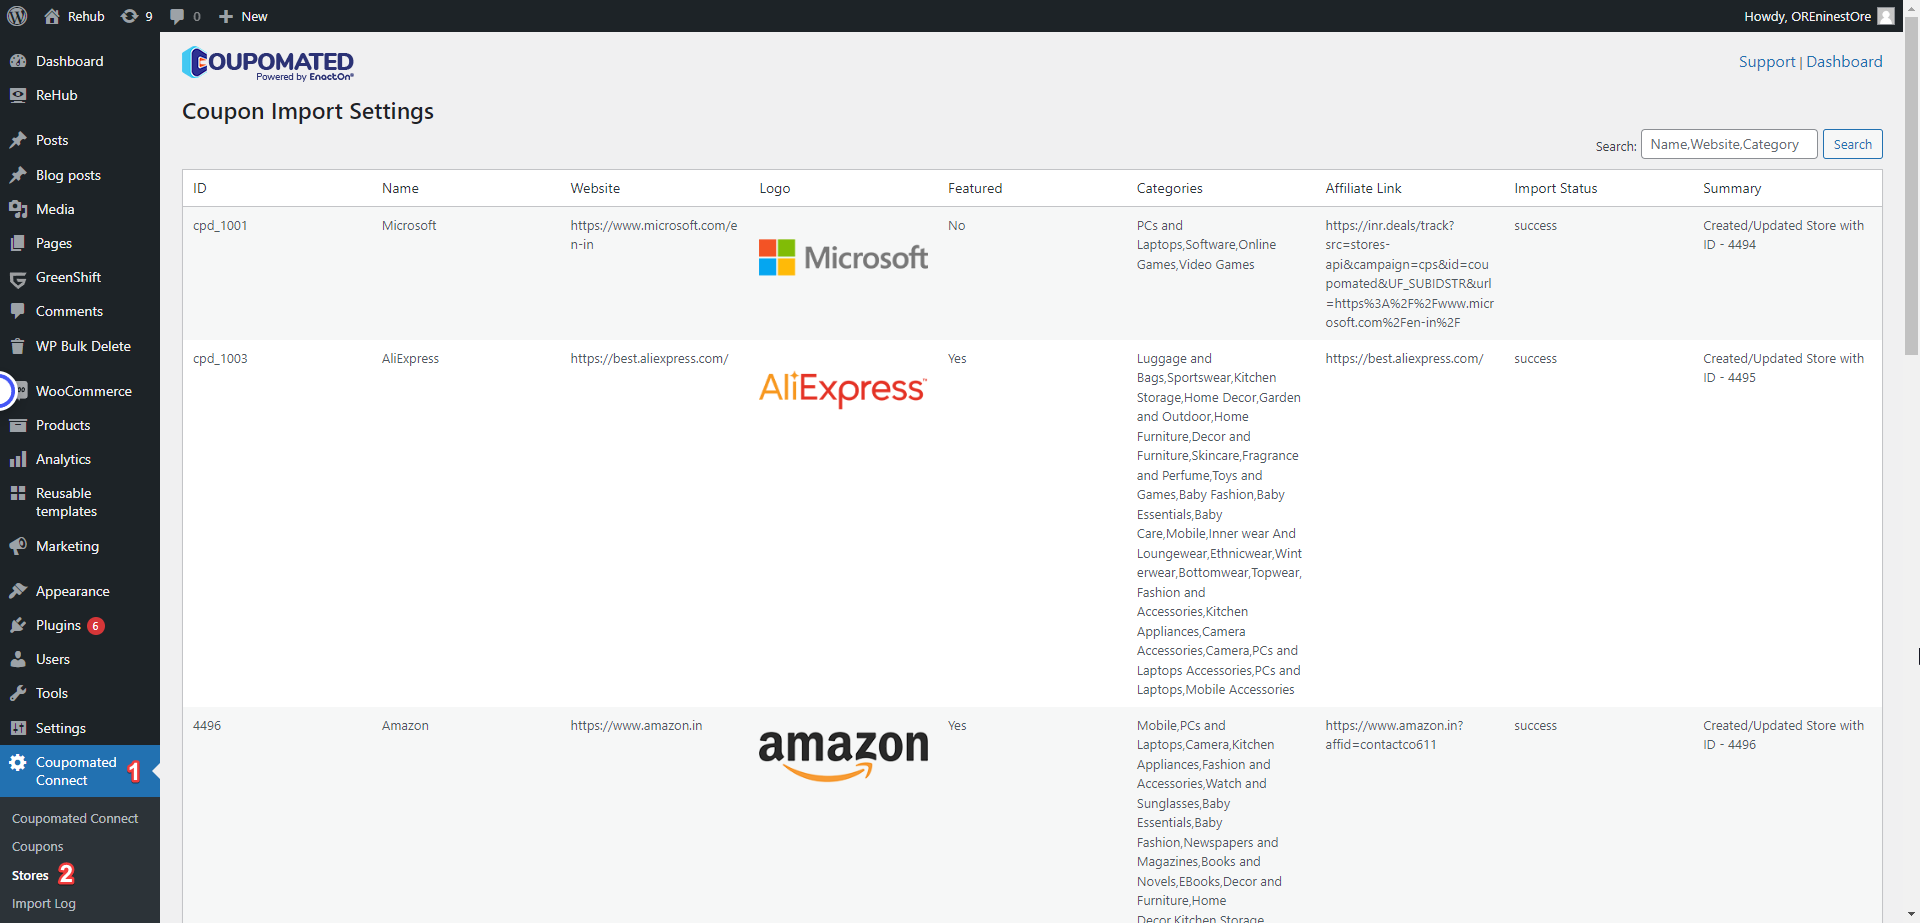 Rehub
9
0
New
Howdy, OREninestOre
Dashboard
ReHub
Posts
Blog posts
Media
Pages
GreenShift
Comments
WP Bulk Delete
WooCommerce
Products
Analytics
Reusable
templates
Marketing
Appearance
Plugins 6
Users
Tools
Settings
Coupomated
Connect
1
Coupomated Connect
Coupons
Stores 2
Import Log
COUPOMATED
Powered by EnactOn®
Support | Dashboard
Coupon Import Settings
Search: Name,Website,Category Search
ID Name Website Logo Featured Categories Affiliate Link Import Status Summary
cpd_1001
Microsoft
https://www.microsoft.com/e
n-in
Microsoft
No
PCs and
Laptops,Software,Online
Games,Video Games
https://inr.deals/track?
src=stores-
api&campaign=cps&id=cou
pomated&UF_SUBIDSTR&url
=https%3A%2F%2Fwww.micr
osoft.com%2Fen-in%2F
success
Created/Updated Store with
ID - 4494
cpd_1003
AliExpress
https://best.aliexpress.com/
AliExpress™
Yes
Luggage and
Bags,Sportswear,Kitchen
Storage,Home Decor,Garden
and Outdoor,Home
Furniture,Decor and
Furniture,Skincare,Fragrance
and Perfume,Toys and
Games,Baby Fashion,Baby
Essentials,Baby
Care,Mobile,Inner wear And
Loungewear,Ethnicwear,Wint
erwear,Bottomwear,Topwear,
Fashion and
Accessories,Kitchen
Appliances,Camera
Accessories,Camera,PCs and
Laptops Accessories,PCs and
Laptops,Mobile Accessories
https://best.aliexpress.com/
success
Created/Updated Store with
ID - 4495
4496
Amazon
https://www.amazon.in
amazon
Yes
Mobile,PCs and
Laptops,Camera,Kitchen
Appliances,Fashion and
Accessories,Watch and
Sunglasses,Baby
Essentials,Baby
Fashion,Newspapers and
Magazines,Books and
Novels,EBooks,Decor and
Furniture,Home
Decor,Kitchen Storage
https://www.amazon.in?
affid=contactco611
success
Created/Updated Store with
ID - 4496